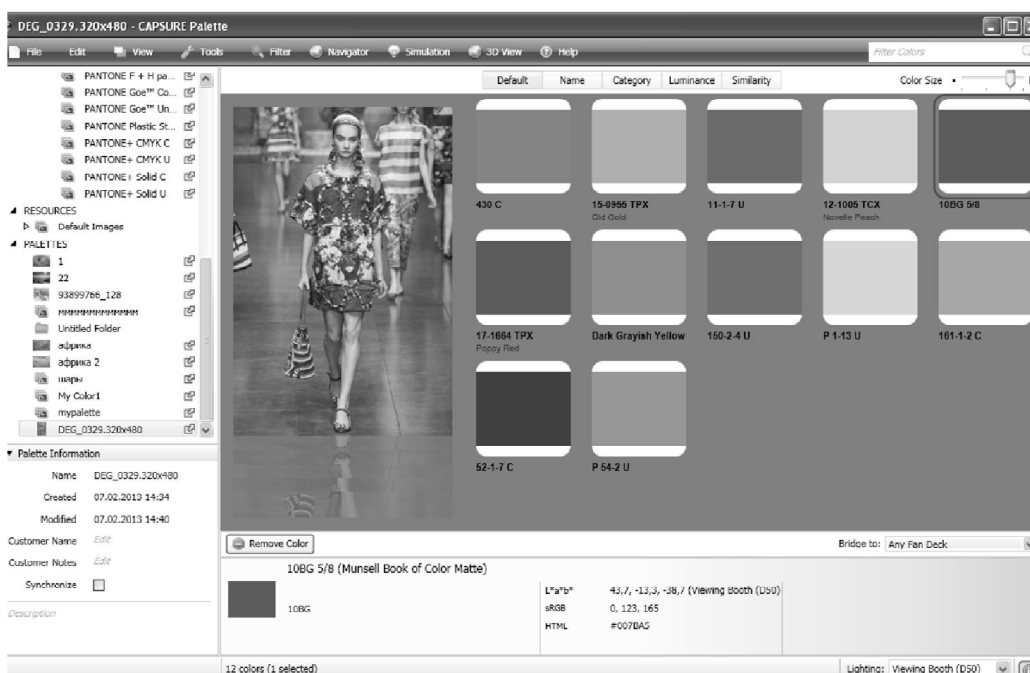 DEG_0329.320x480 - CAPSURE Palette
File Edit View Tools Filter Navigator Simulation 3D View Help Filter Colors
PANTONE F + H pa...
PANTONE Goe™ Co...
PANTONE Goe™ Un...
PANTONE Plastic St...
PANTONE+ CMYK C
PANTONE+ CMYK U
PANTONE+ Solid C
PANTONE+ Solid U
RESOURCES
Default Images
PALETTES
1
22
93899766_128
мммммммммммммм
Untitled Folder
африка
африка 2
шары
My Color1
mypalette
DEG_0329.320x480
Palette Information
Name DEG_0329.320x480
Created 07.02.2013 14:34
Modified 07.02.2013 14:40
Customer Name Edit
Customer Notes Edit
Synchronize
Description
Default Name Category Luminance Similarity Color Size
430 C 15-0955 TPX 11-1-7 U 12-1005 TCX 10BG 5/8
Old Gold Novelle Peach
17-1664 TPX Dark Grayish Yellow 150-2-4 U P 1-13 U 161-1-2 C
Poppy Red
52-1-7 C P 54-2 U
Remove Color Bridge to: Any Fan Deck
10BG 5/8 (Munsell Book of Color Matte)
10BG
L*a*b* 43,7, -13,3, -38,7 (Viewing Booth (D50)
sRGB 0, 123, 165
HTML #007BA5
12 colors (1 selected) Lighting: Viewing Booth (D50)